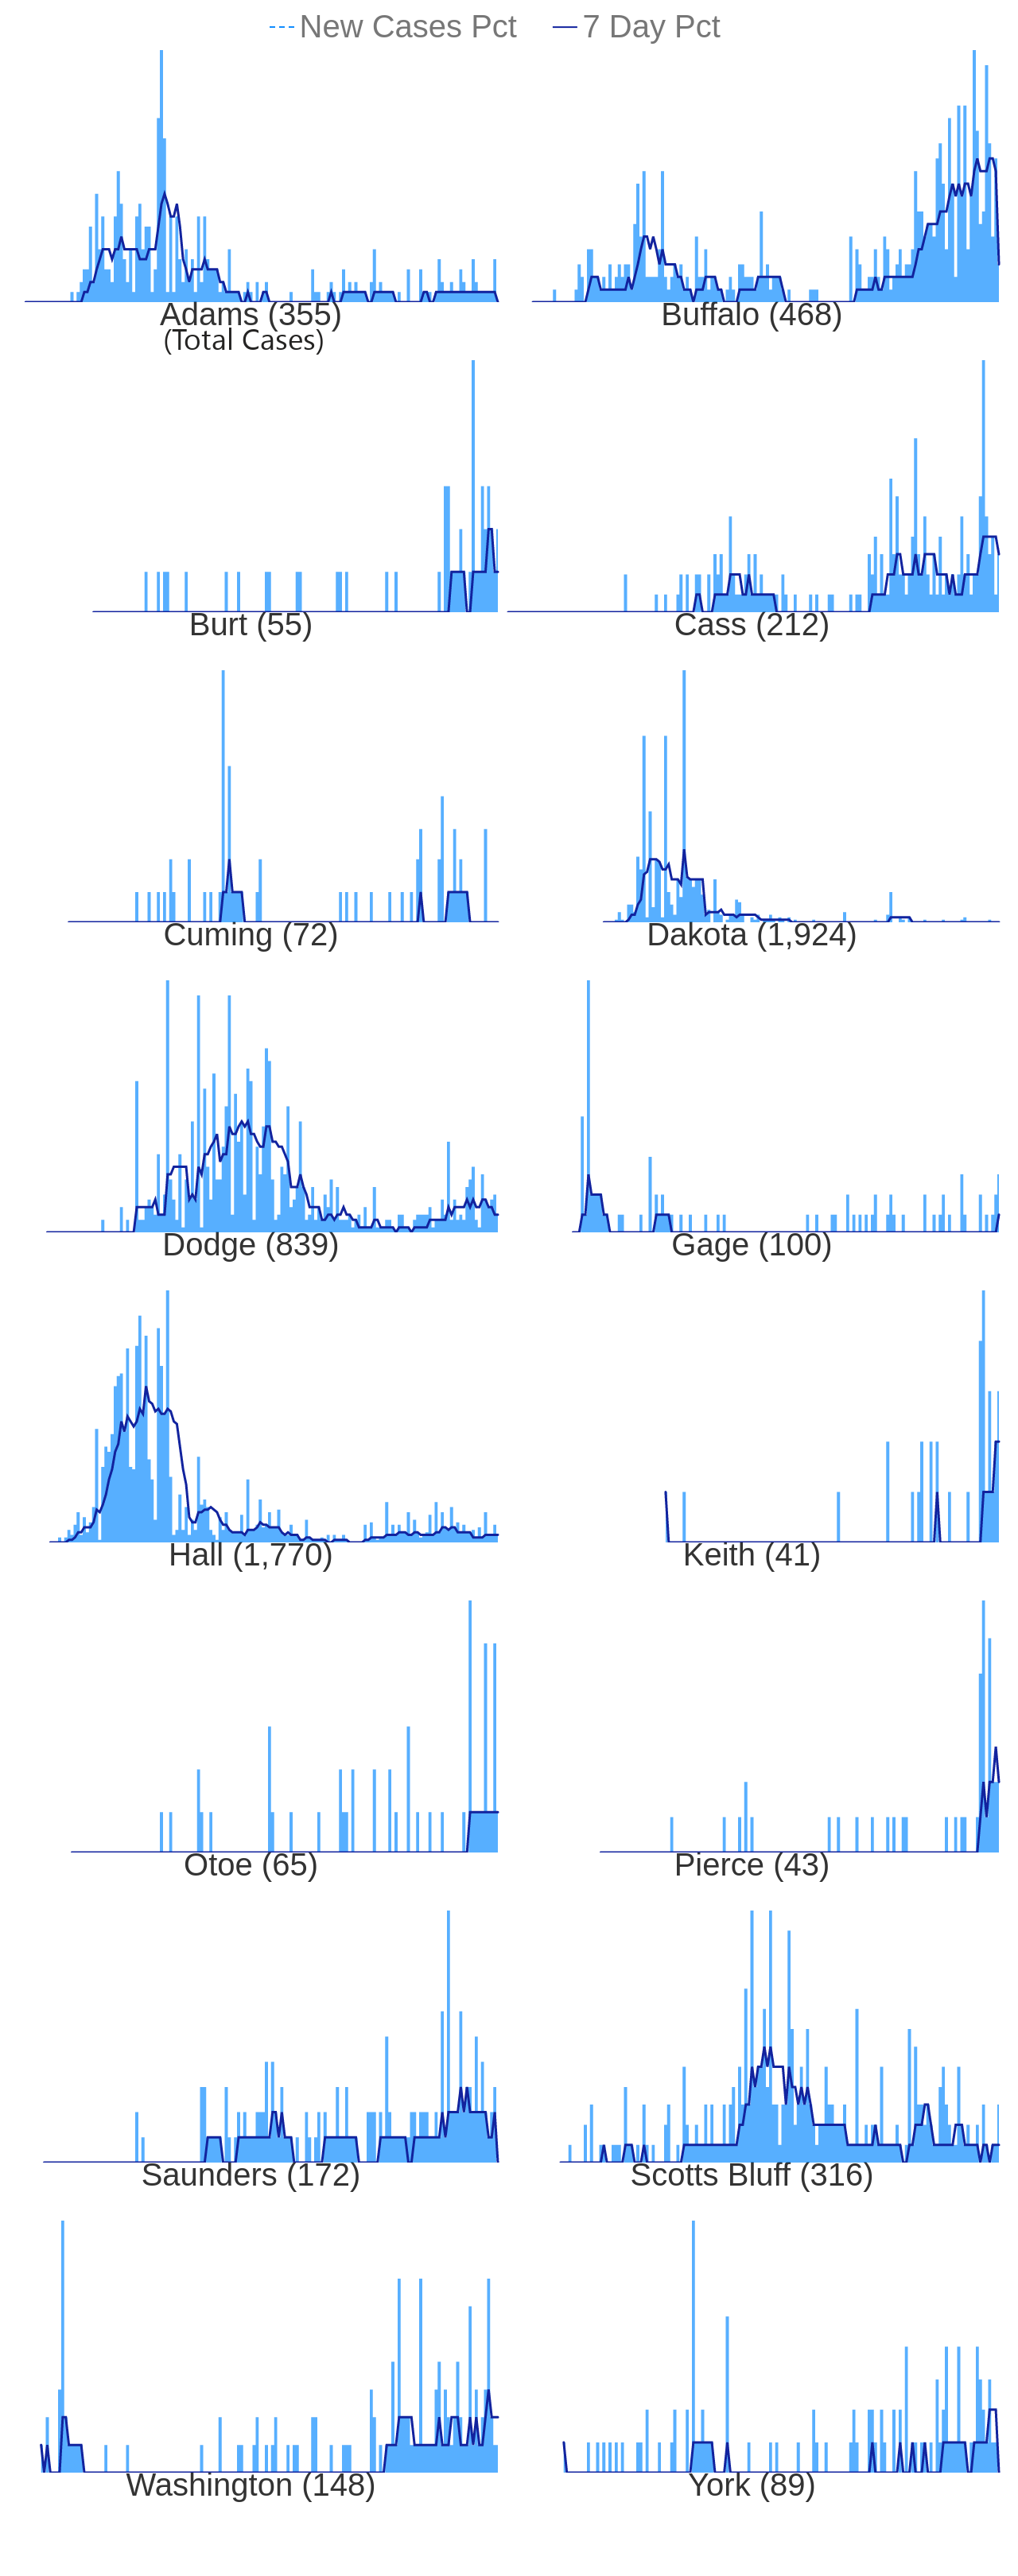 New Cases Pct 7 Day Pct
Adams (355) Buffalo (468)
(Total Cases)
Burt (55) Cass (212)
Cuming (72) Dakota (1,924)
Dodge (839) Gage (100)
Hall (1,770) Keith (41)
Otoe (65) Pierce (43)
Saunders (172) Scotts Bluff (316)
Washington (148) York (89)